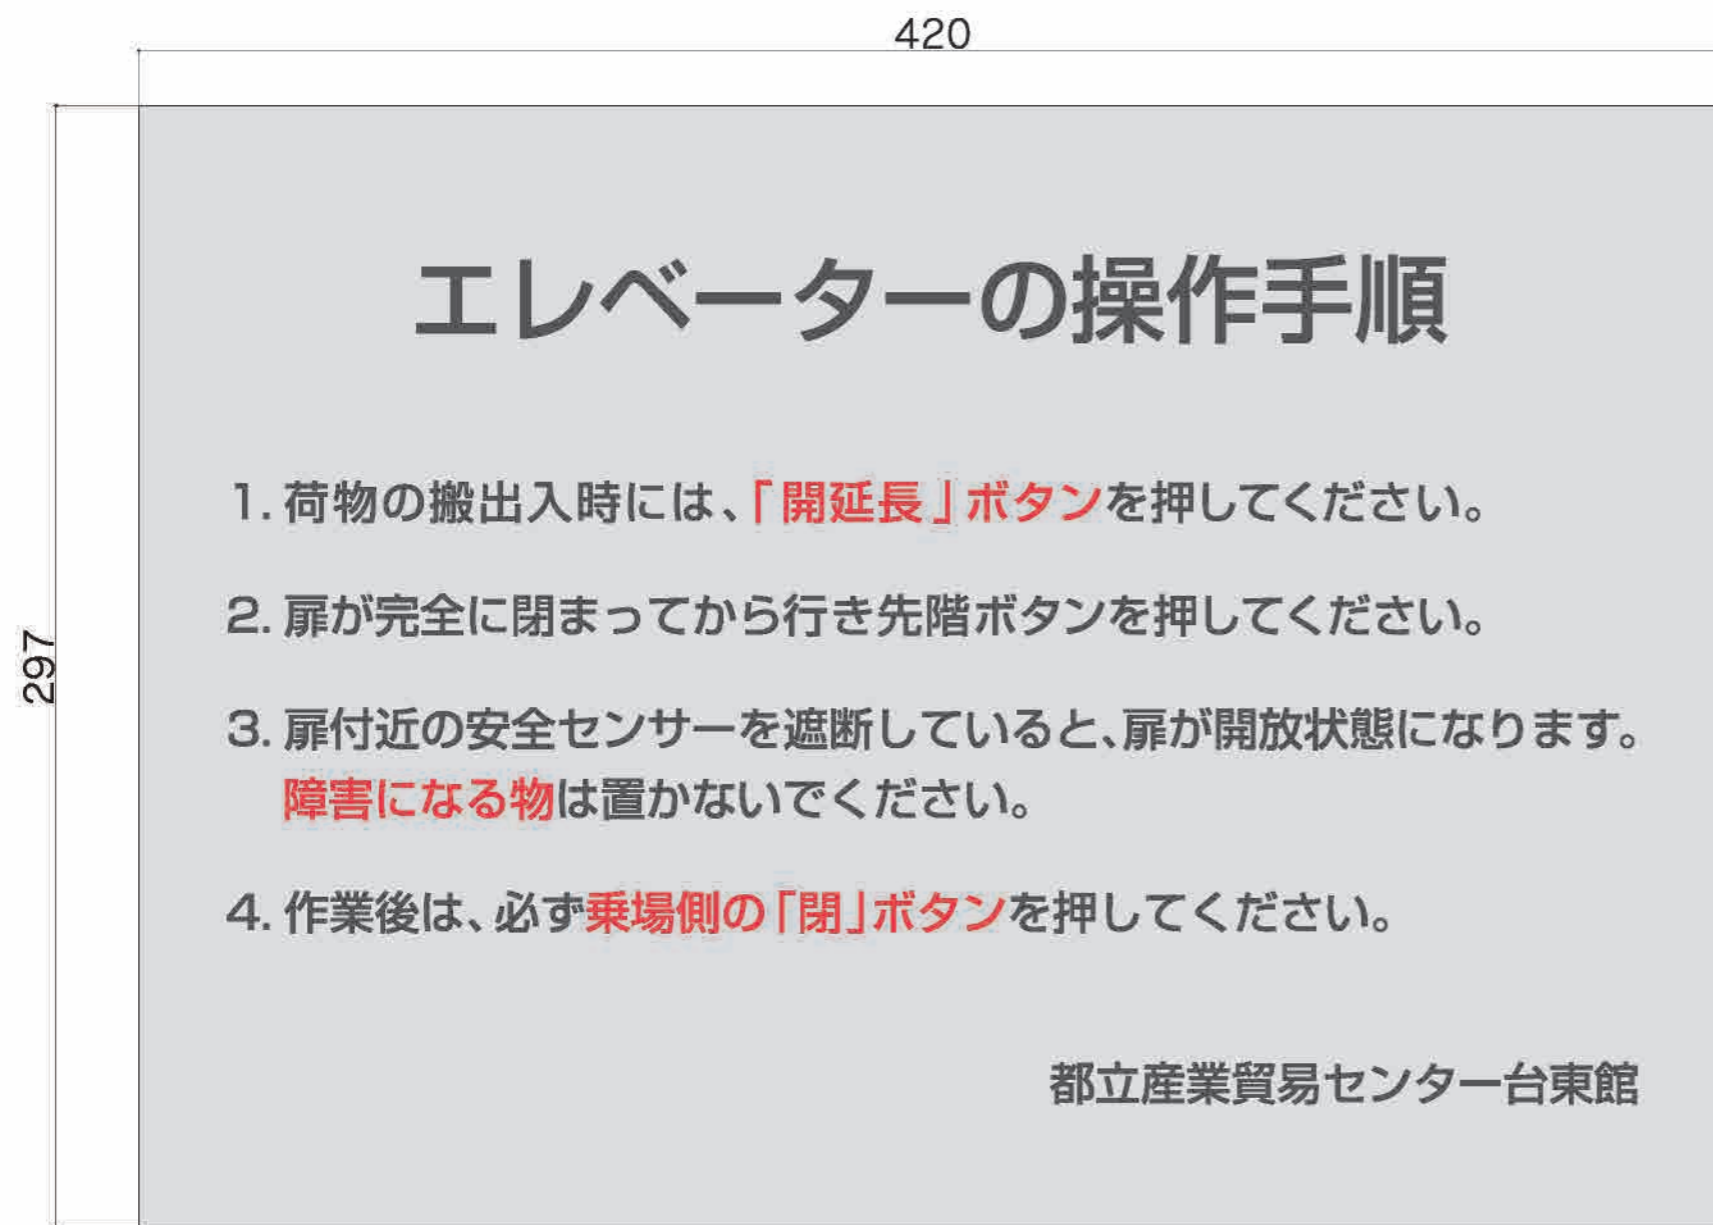 420
297
エレベーターの操作手順
1. 荷物の搬出入時には、「開延長」ボタンを押してください。
2. 扉が完全に閉まってから行き先階ボタンを押してください。
3. 扉付近の安全センサーを遮断していると、扉が開放状態になります。
障害になる物は置かないでください。
4. 作業後は、必ず乗場側の「閉」ボタンを押してください。
都立産業貿易センター台東館